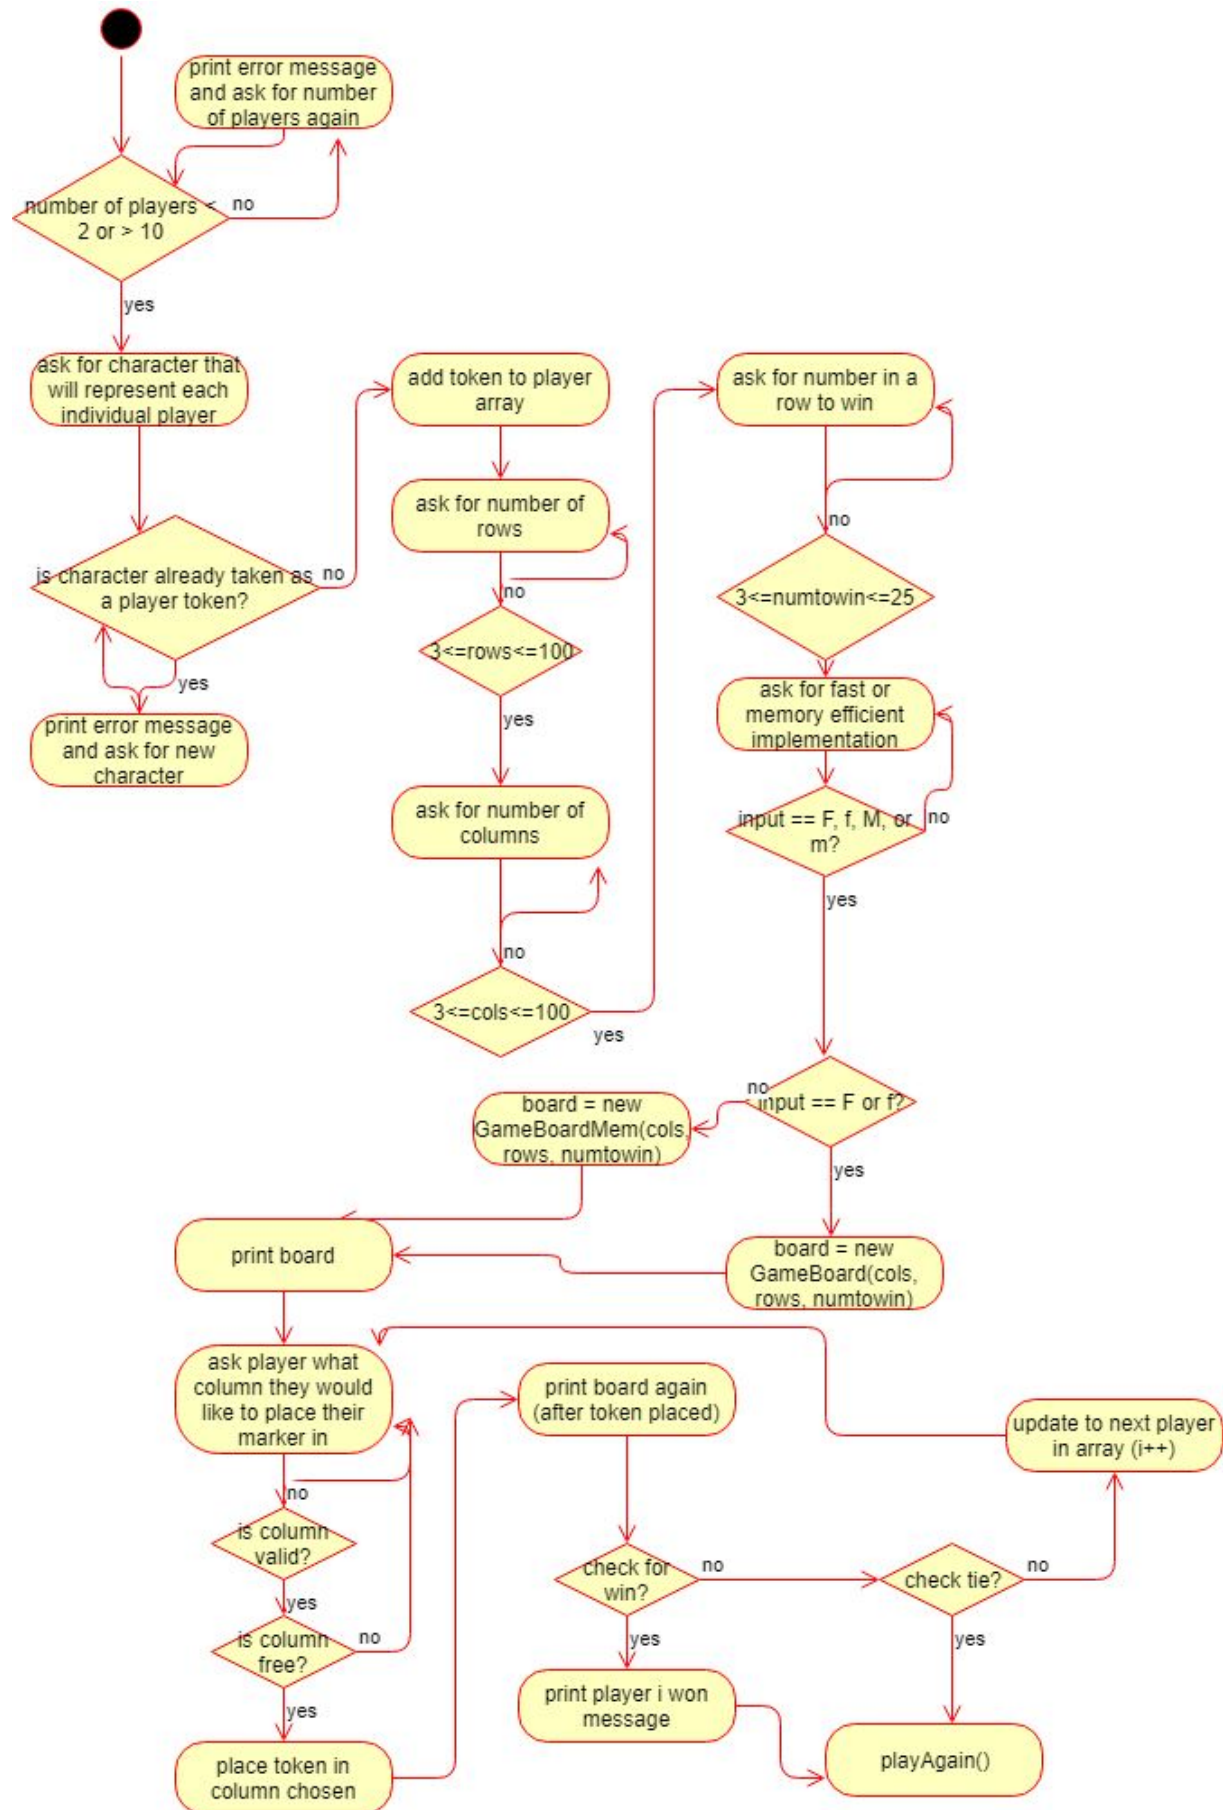 print error message
and ask for number
of players again
number of players <
2 or > 10
no
yes
ask for character that
will represent each
individual player
is character already taken as
a player token?
no
yes
print error message
and ask for new
character
add token to player
array
ask for number of
rows
no
3<=rows<=100
yes
ask for number of
columns
no
3<=cols<=100
yes
ask for number in a
row to win
no
3<=numtowin<=25
ask for fast or
memory efficient
implementation
input == F, f, M, or
m?
no
yes
no
input == F or f?
yes
board = new
GameBoardMem(cols,
rows, numtowin)
board = new
GameBoard(cols,
rows, numtowin)
print board
ask player what
column they would
like to place their
marker in
no
is column
valid?
yes
is column
free?
no
yes
place token in
column chosen
print board again
(after token placed)
check for
win?
no
yes
print player i won
message
check tie?
no
yes
update to next player
in array (i++)
playAgain()